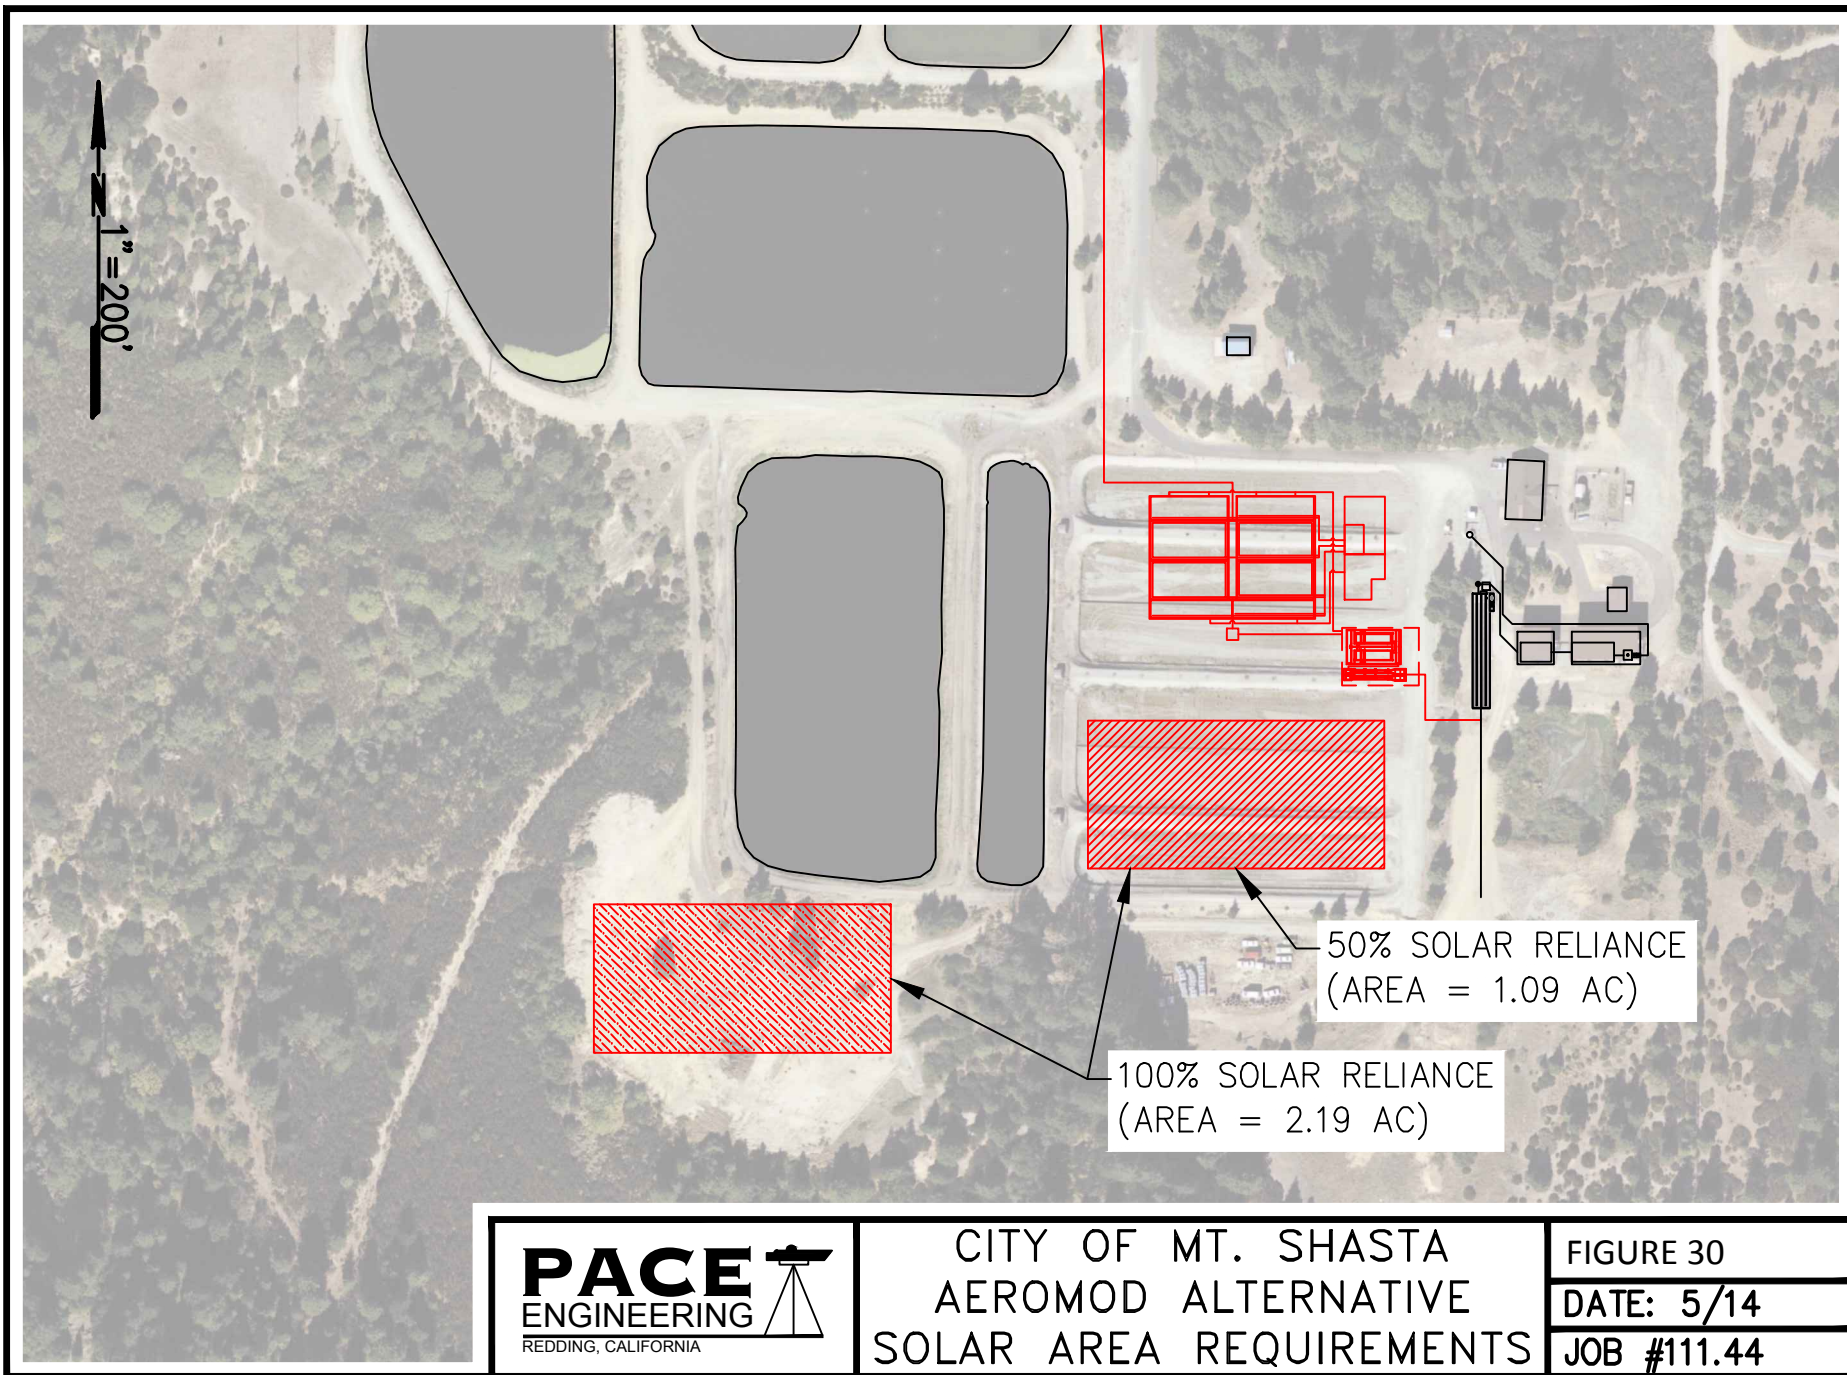 N
1"=200'
50% SOLAR RELIANCE
(AREA = 1.09 AC)
100% SOLAR RELIANCE
(AREA = 2.19 AC)
PACE
ENGINEERING
REDDING, CALIFORNIA
CITY OF MT. SHASTA
AEROMOD ALTERNATIVE
SOLAR AREA REQUIREMENTS
FIGURE 30
DATE: 5/14
JOB #111.44